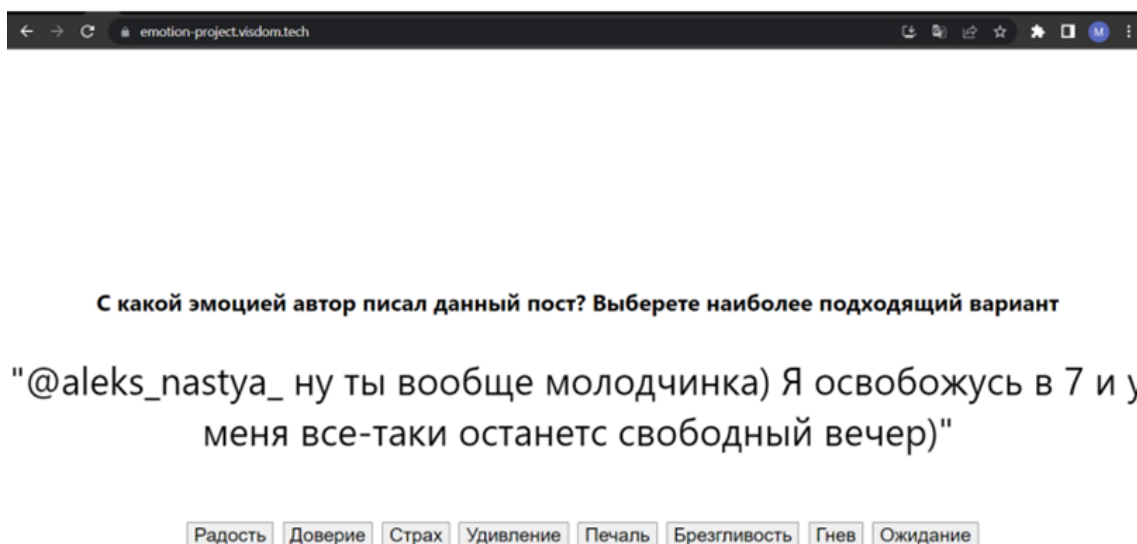 emotion-project.visdom.tech
M
С какой эмоцией автор писал данный пост? Выберете наиболее подходящий вариант
"@aleks_nastya_ ну ты вообще молодчинка) Я освобожусь в 7 и у
меня все-таки останетс свободный вечер)"
Радость Доверие Страх Удивление Печаль Брезгливость Гнев Ожидание